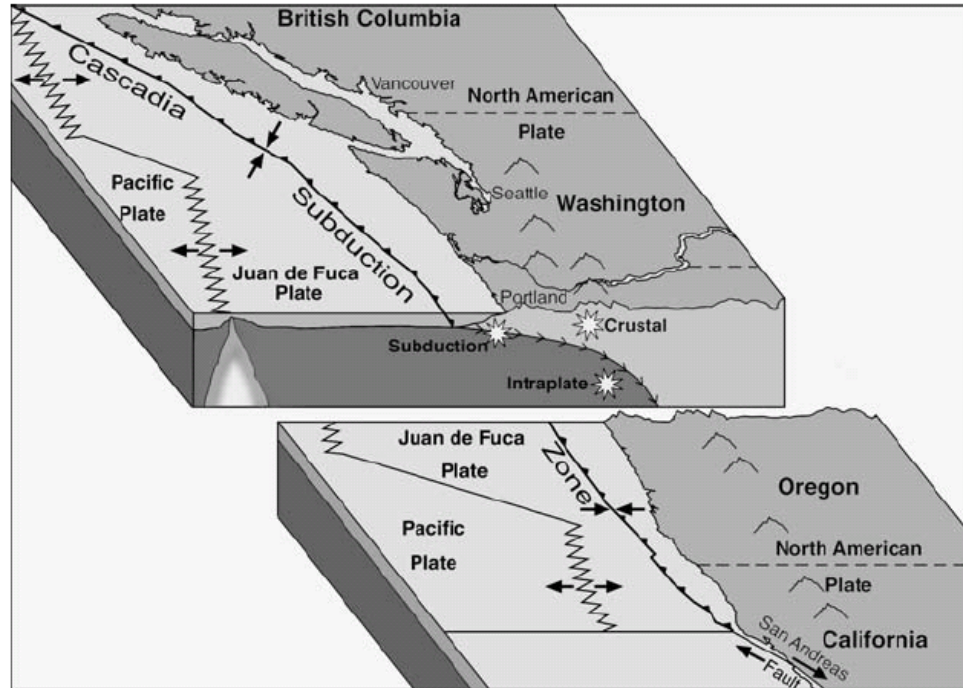 British Columbia
Cascadia
Vancouver
North American
Plate
Pacific
Plate
Seattle
Washington
Subduction
Juan de Fuca
Plate
Portland
Crustal
Subduction
Intraplate
Juan de Fuca
Plate
Zone
Oregon
Pacific
Plate
North American
Plate
San Andreas
California
Fault